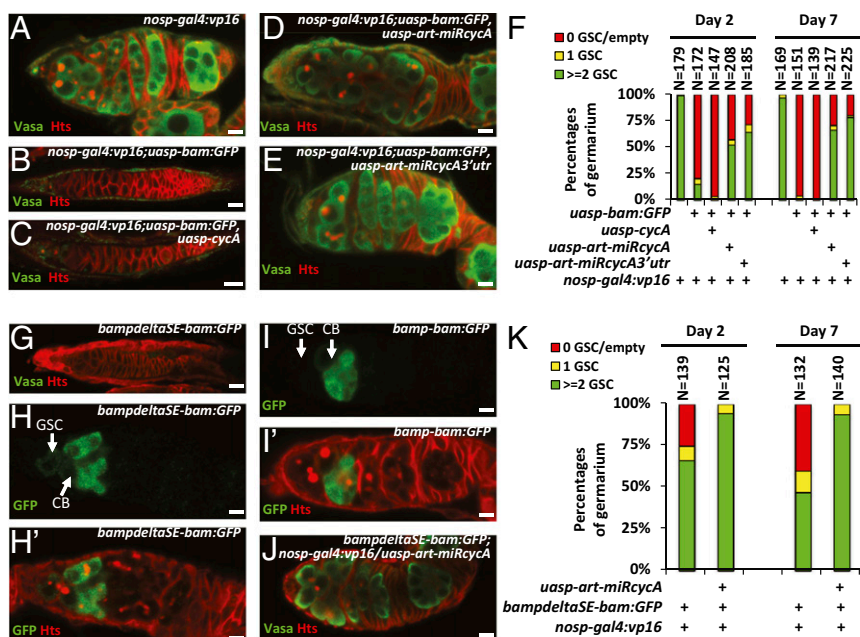 A
nosp-gal4:vp16
Vasa Hts
B
nosp-gal4:vp16;uasp-bam:GFP
Vasa Hts
C
nosp-gal4:vp16;uasp-bam:GFP,
uasp-cycA
Vasa Hts
D
nosp-gal4:vp16;uasp-bam:GFP,
uasp-art-miRcycA
Vasa Hts
E
nosp-gal4:vp16;uasp-bam:GFP,
uasp-art-miRcycA3'utr
Vasa Hts
F
Day 2
Day 7
0 GSC/empty
1 GSC
>=2 GSC
N=179
N=172
N=147
N=208
N=185
N=169
N=151
N=139
N=217
N=225
100%
75%
50%
25%
0%
Percentages
of germarium
uasp-bam:GFP + + + + + + + +
uasp-cycA + +
uasp-art-miRcycA + +
uasp-art-miRcycA3'utr + +
nosp-gal4:vp16 + + + + + + + + + +
G
bampdeltaSE-bam:GFP
Vasa Hts
H
bampdeltaSE-bam:GFP
GSC
CB
GFP
H'
bampdeltaSE-bam:GFP
GFP Hts
I
bamp-bam:GFP
GSC
CB
GFP
I'
bamp-bam:GFP
GFP Hts
J
bampdeltaSE-bam:GFP;
nosp-gal4:vp16/uasp-art-miRcycA
Vasa Hts
K
Day 2
Day 7
0 GSC/empty
1 GSC
>=2 GSC
N=139
N=125
N=132
N=140
100%
75%
50%
25%
0%
Percentages
of germarium
uasp-art-miRcycA + +
bampdeltaSE-bam:GFP + + + +
nosp-gal4:vp16 + + + +